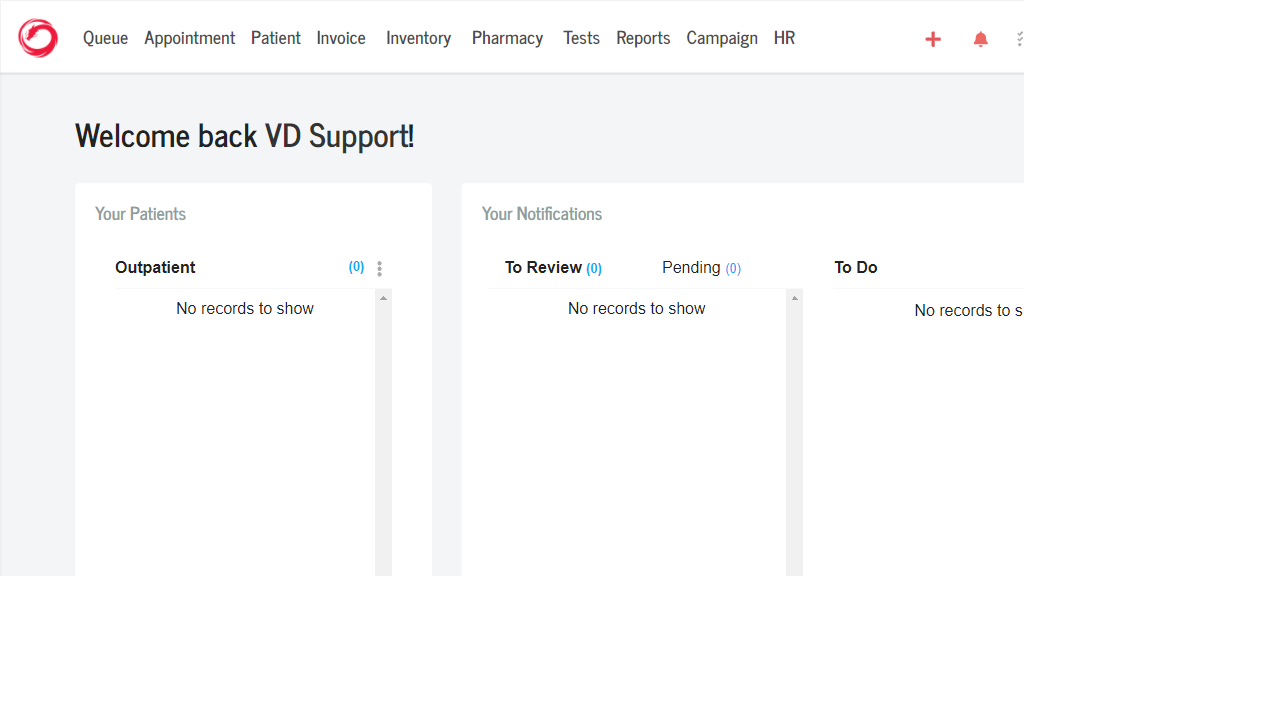 Queue Appointment Patient Invoice Inventory Pharmacy Tests Reports Campaign HR
Welcome back VD Support!
Your Patients
Outpatient (0)
No records to show
Your Notifications
To Review (0) Pending (0)
No records to show
To Do
No records to s